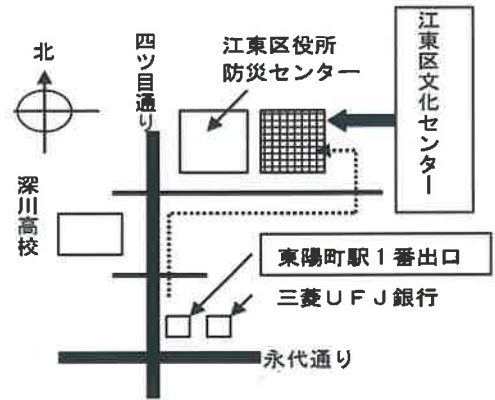 北
四ツ目通り
江東区役所
防災センター
江東区文化センター
深川高校
東陽町駅1番出口
三菱UFJ銀行
永代通り